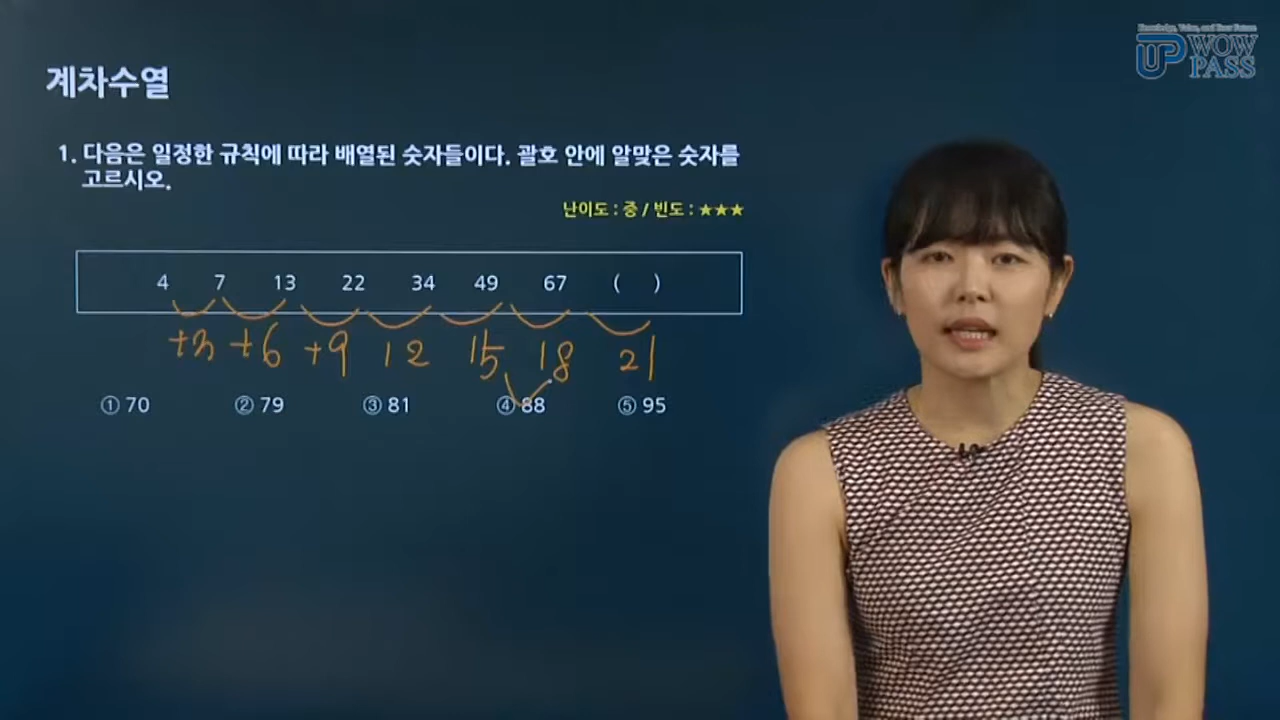 UP WOW
PASS
계차수열
1. 다음은 일정한 규칙에 따라 배열된 숫자들이다. 괄호 안에 알맞은 숫자를
고르시오.
난이도 : 중 / 빈도 : ★★★
4 7 13 22 34 49 67 ( )
+3 +6 +9 12 15 18 21
① 70 ② 79 ③ 81 ④ 88 ⑤ 95